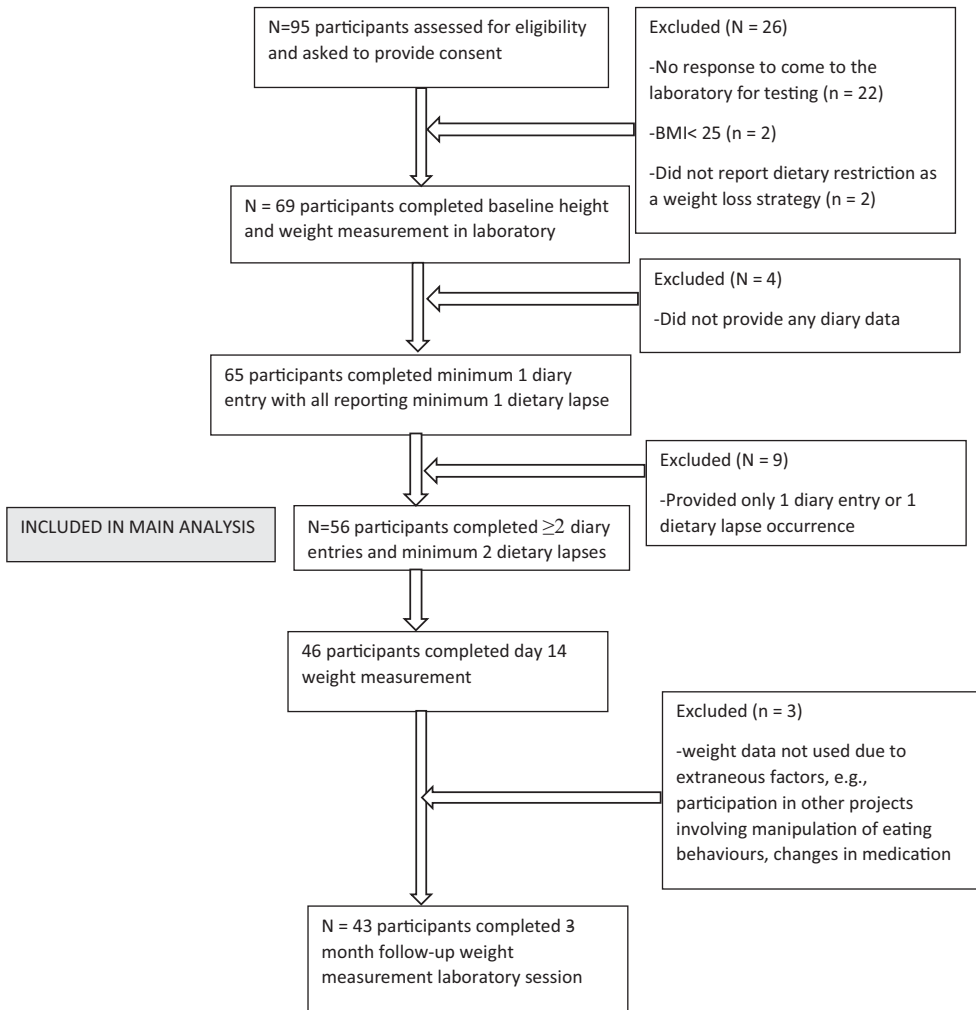 N=95 participants assessed for eligibility
and asked to provide consent
Excluded (N = 26)
-No response to come to the
laboratory for testing (n = 22)
-BMI< 25 (n = 2)
-Did not report dietary restriction as
a weight loss strategy (n = 2)
N = 69 participants completed baseline height
and weight measurement in laboratory
Excluded (N = 4)
-Did not provide any diary data
65 participants completed minimum 1 diary
entry with all reporting minimum 1 dietary lapse
Excluded (N = 9)
-Provided only 1 diary entry or 1
dietary lapse occurrence
INCLUDED IN MAIN ANALYSIS
N=56 participants completed ≥2 diary
entries and minimum 2 dietary lapses
46 participants completed day 14
weight measurement
Excluded (n = 3)
-weight data not used due to
extraneous factors, e.g.,
participation in other projects
involving manipulation of eating
behaviours, changes in medication
N = 43 participants completed 3
month follow-up weight
measurement laboratory session